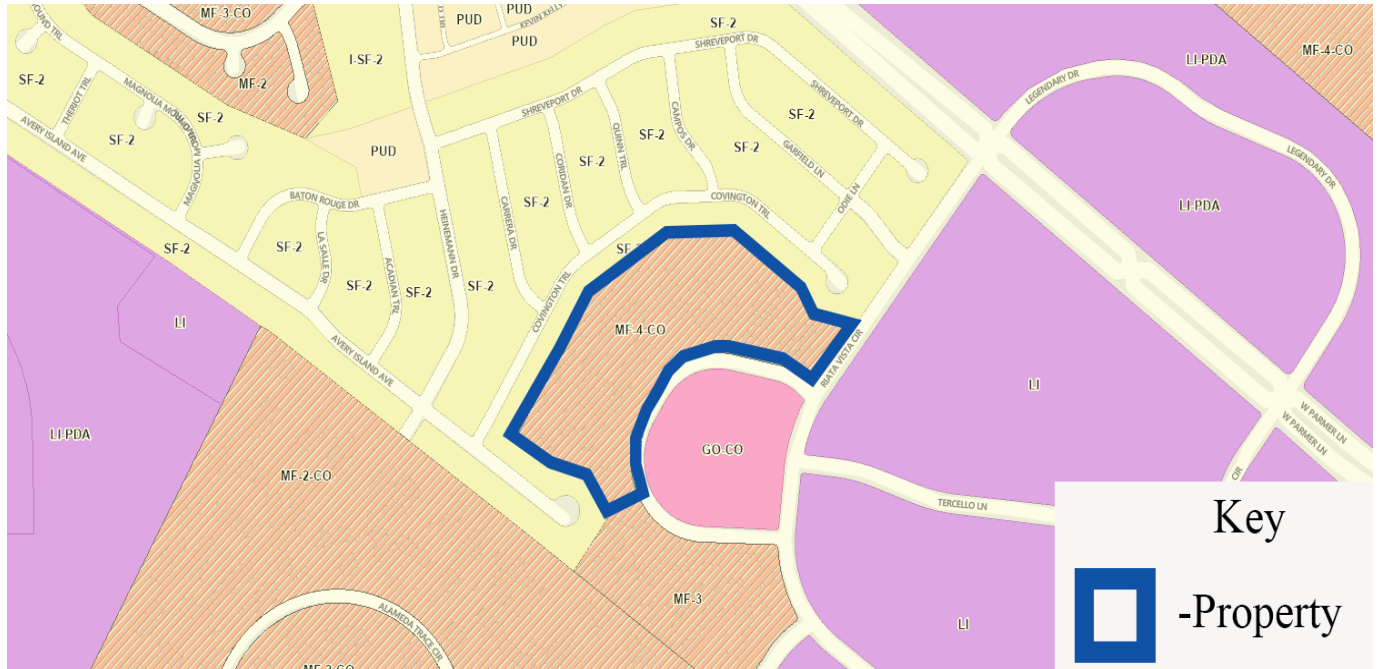 MF-3-CO
PUD
PUD
KEVIN KELLY
SF-2
LI-PDA
MF-4-CO
OUND TRL
SF-2
MF-2
I-SF-2
PUD
SHREVEPORT DR
LEGENDARY DR
THERIOT TRL
SF-2
SHREVEPORT DR
SHREVEPORT DR
SF-2
AVERY ISLAND AVE
SF-2
PUD
QUINN TRL
SF-2
CAMPOS DR
SF-2
GARFIELD LN
LEGENDARY DR
SF-2
CORIDAN DR
BATON ROUGE DR
SF-2
CARRERA DR
COVINGTON TRL
ODIE LN
LI-PDA
SF-2
SF-2
LA SALLE DR
HEINEMANN DR
SF-2
SF-2
SF-2
ACADIAN TRL
COVINGTON TRL
LI
MF-4-CO
RIATA VISTA CIR
AVERY ISLAND AVE
LI
LI-PDA
W PARMER LN
W PARMER LN
GO-CO
MF-2-CO
CIR
TERCELLO LN
Key
MF-3
-Property
ALAMEDA TRACE CIR
LI